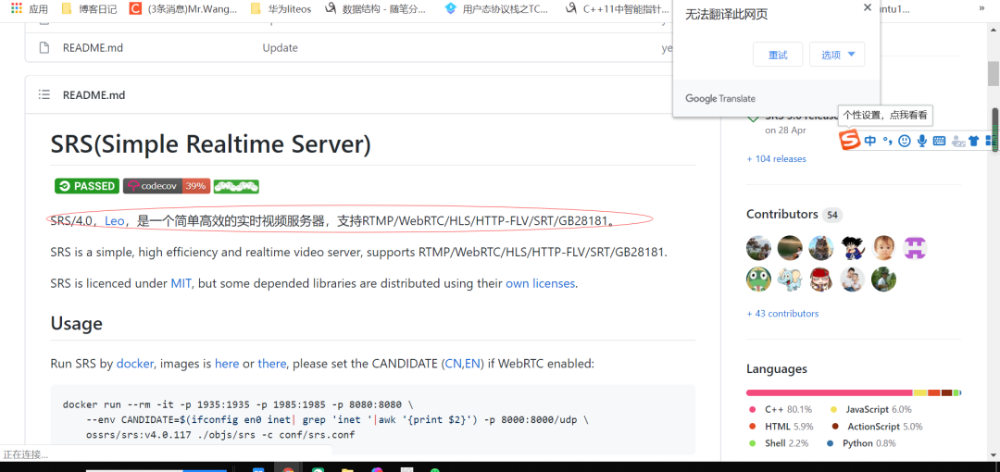 应用
博客日记
(3条消息)Mr.Wang...
华为liteos
数据结构 - 随笔分...
用户态协议栈之TC...
C++11中智能指针...
untu1...
»
无法翻译此网页
重试
选项
Google Translate
README.md
Update
README.md
on 28 Apr
个性设置，点我看看
中
+ 104 releases
SRS(Simple Realtime Server)
PASSED
codecov 39%
SRS/4.0，Leo，是一个简单高效的实时视频服务器，支持RTMP/WebRTC/HLS/HTTP-FLV/SRT/GB28181。
SRS is a simple, high efficiency and realtime video server, supports RTMP/WebRTC/HLS/HTTP-FLV/SRT/GB28181.
SRS is licenced under MIT, but some depended libraries are distributed using their own licenses.
Usage
Run SRS by docker, images is here or there, please set the CANDIDATE (CN,EN) if WebRTC enabled:
docker run --rm -it -p 1935:1935 -p 1985:1985 -p 8080:8080 \
--env CANDIDATE=$(ifconfig en0 inet| grep 'inet '|awk '{print $2}') -p 8000:8000/udp \
ossrs/srs:v4.0.117 ./objs/srs -c conf/srs.conf
正在连接...
Contributors 54
+ 43 contributors
Languages
C++ 80.1%
JavaScript 6.0%
HTML 5.9%
ActionScript 5.0%
Shell 2.2%
Python 0.8%